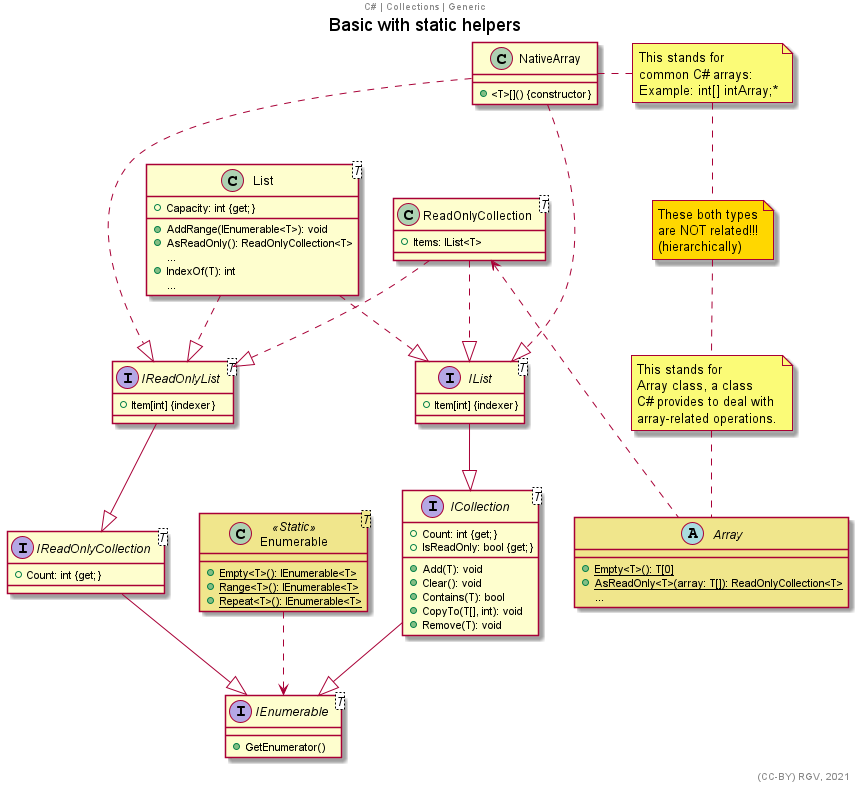 C# | Collections | Generic
Basic with static helpers
C NativeArray
<T>[]() {constructor}
This stands for
common C# arrays:
Example: int[] intArray;*
T
C List
Capacity: int {get; }
AddRange(IEnumerable<T>): void
AsReadOnly(): ReadOnlyCollection<T>
...
IndexOf(T): int
...
T
C ReadOnlyCollection
Items: IList<T>
These both types
are NOT related!!!
(hierarchically)
T
I IReadOnlyList
Item[int] {indexer}
T
I IList
Item[int] {indexer}
This stands for
Array class, a class
C# provides to deal with
array-related operations.
T
I IReadOnlyCollection
Count: int {get; }
T
C «Static»
Enumerable
Empty<T>(): IEnumerable<T>
Range<T>(): IEnumerable<T>
Repeat<T>(): IEnumerable<T>
T
I ICollection
Count: int {get; }
IsReadOnly: bool {get; }
Add(T): void
Clear(): void
Contains(T): bool
CopyTo(T[], int): void
Remove(T): void
A Array
Empty<T>(): T[0]
AsReadOnly<T>(array: T[]): ReadOnlyCollection<T>
...
T
I IEnumerable
GetEnumerator()
(CC-BY) RGV, 2021